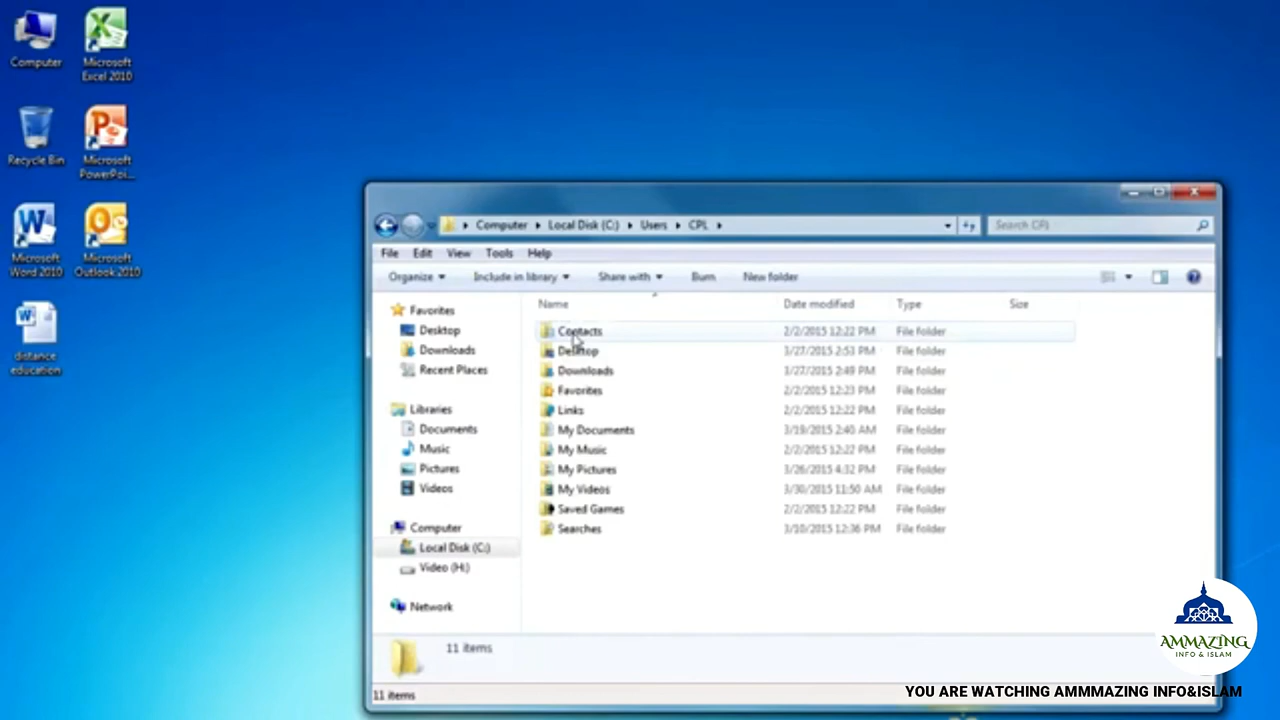 Computer
Microsoft
Excel 2010
Recycle Bin
Microsoft
PowerPoi...
Microsoft
Word 2010
Microsoft
Outlook 2010
distance
education
Computer Local Disk (C:) Users CPL
Search CPL
File Edit View Tools Help
Organize Include in library Share with Burn New folder
Favorites
Desktop
Downloads
Recent Places
Libraries
Documents
Music
Pictures
Videos
Computer
Local Disk (C:)
Video (H:)
Network
Name Date modified Type Size
Contacts 2/2/2015 12:22 PM File folder
Desktop 3/27/2015 2:53 PM File folder
Downloads 3/27/2015 2:49 PM File folder
Favorites 2/2/2015 12:23 PM File folder
Links 2/2/2015 12:22 PM File folder
My Documents 3/19/2015 2:40 AM File folder
My Music 2/2/2015 12:22 PM File folder
My Pictures 3/26/2015 4:32 PM File folder
My Videos 3/30/2015 11:50 AM File folder
Saved Games 2/2/2015 12:22 PM File folder
Searches 3/10/2015 12:36 PM File folder
11 items
11 items
AMMAZING
INFO & ISLAM
YOU ARE WATCHING AMMMAZING INFO&ISLAM